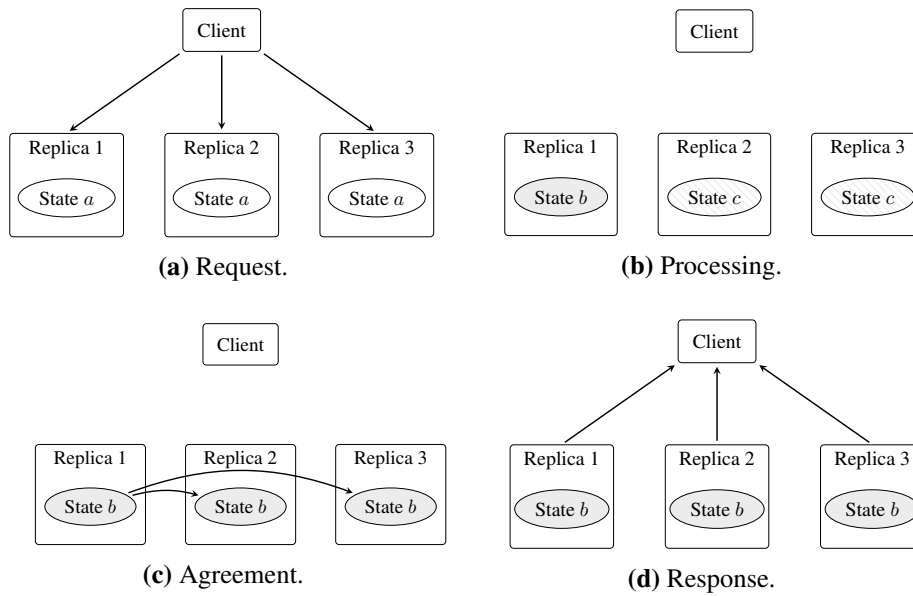 Client
Replica 1
Replica 2
Replica 3
State a
State a
State a
(a) Request.
Client
Replica 1
Replica 2
Replica 3
State b
State c
State c
(b) Processing.
Client
Replica 1
Replica 2
Replica 3
State b
State b
State b
(c) Agreement.
Client
Replica 1
Replica 2
Replica 3
State b
State b
State b
(d) Response.